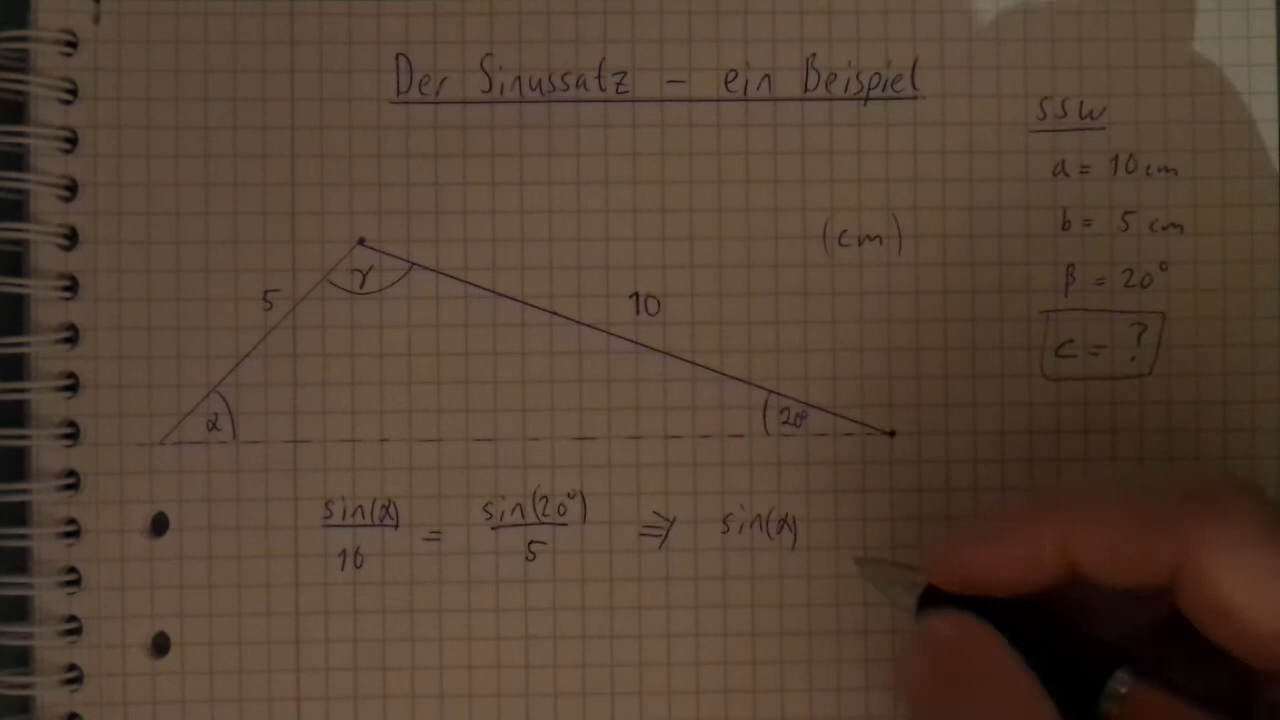 Der Sinussatz – ein Beispiel
SSW
a = 10 cm
b = 5 cm
β = 20°
c = ?
(cm)
5
γ
10
α
20°
sin(α)/10 = sin(20°)/5 ⇒ sin(α)